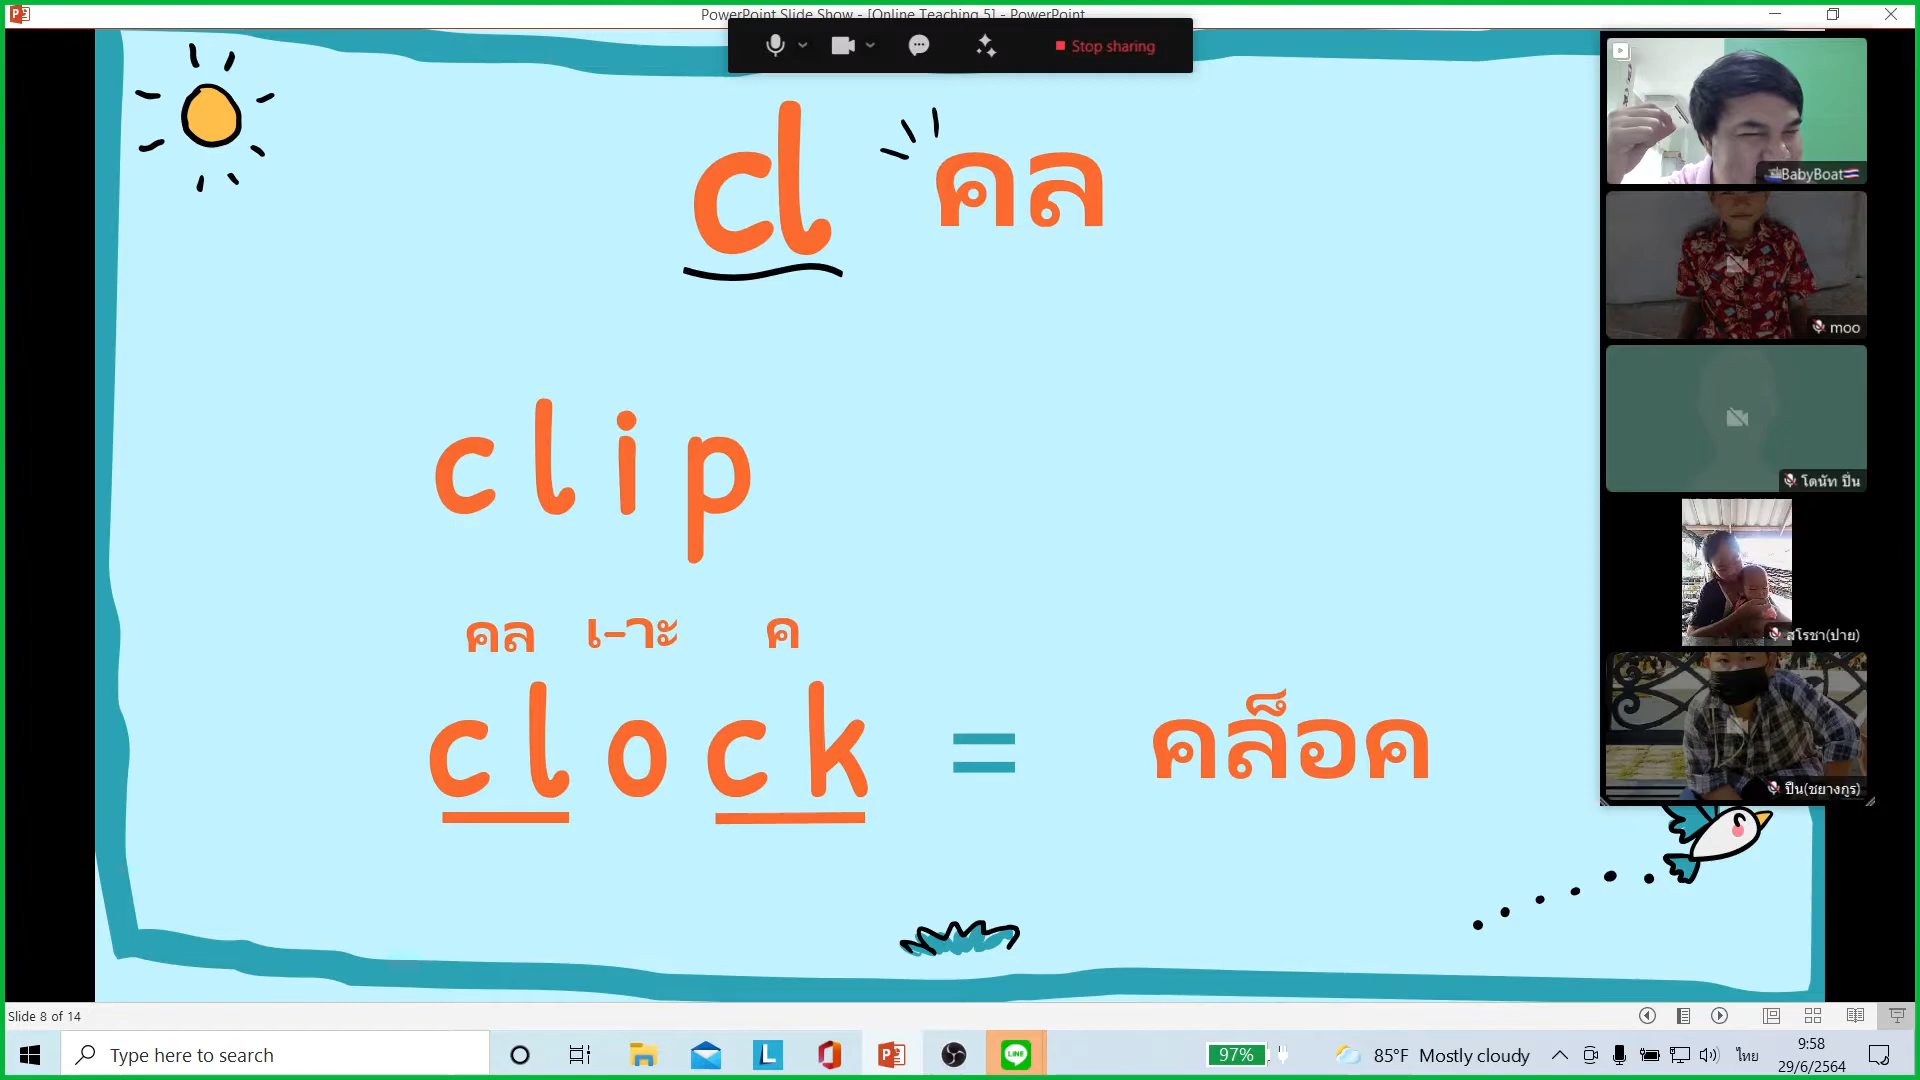 PowerPoint Slide Show - [Online Teaching 5] - PowerPoint
Stop sharing
cl คล
clip
คล เ-าะ ค
clock = คล็อค
BabyBoat
moo
โดนัท ปิ่น
สโรชา(ปาย)
ปืน(ชยางกูร)
Slide 8 of 14
Type here to search
L
LINE
97%
85°F Mostly cloudy
ไทย
9:58
29/6/2564